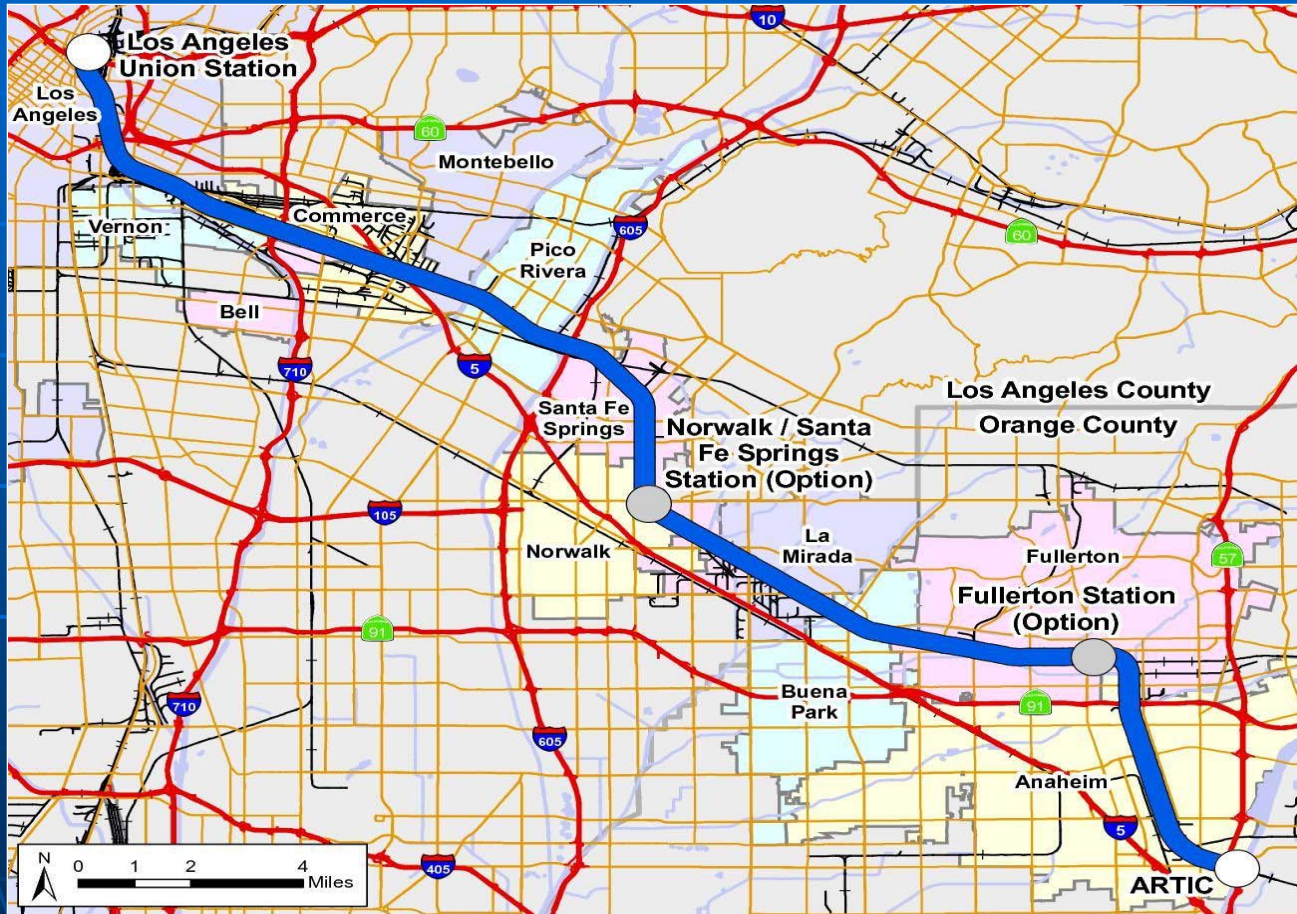 10
Los Angeles
Union Station
Los
Angeles
60
Montebello
Commerce
Vernon
605
60
Pico
Rivera
Bell
710
5
Los Angeles County
Orange County
Santa Fe
Springs
Norwalk / Santa
Fe Springs
Station (Option)
105
Norwalk
La
Mirada
Fullerton
57
Fullerton Station
(Option)
91
Buena
Park
91
710
605
Anaheim
5
405
ARTIC
N
0 1 2 4
Miles